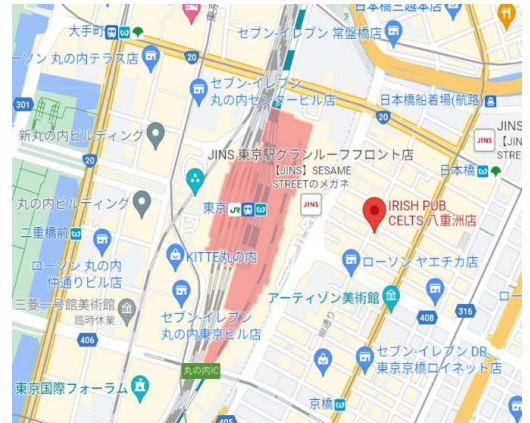 大手町
ーソン 丸の内テラス店
20
セブン‐イレブン 常盤橋店
日本橋三越本店
セブン‐イレブン
丸の内センタービル店
日本橋船着場(航路)
301
20
新丸の内ビルディング
JINS 東京駅グランルーフフロント店
【JINS】SESAME
STREETのメガネ
JINS
JINS
【JIN
STRE
日本橋
20
丸の内ビルディング
東京
JR
JINS
IRISH PUB
CELTS 八重洲店
二重橋前
ローソン 丸の内
仲通りビル店
KITTE丸の内
ローソン ヤエチカ店
三菱一号館美術館
臨時休業
セブン‐イレブン
丸の内東京ビル店
アーティゾン美術館
ロー
408
316
406
丸の内IC
セブン‐イレブン DR
東京京橋ロイネット店
東京国際フォーラム
京橋
405